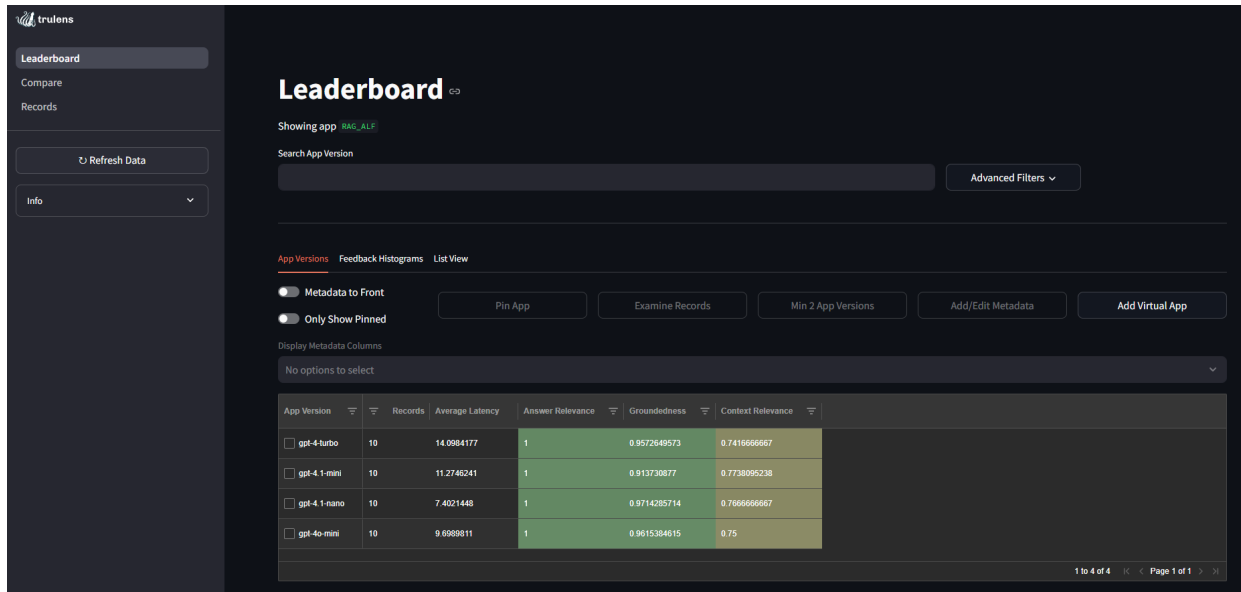 trulens
Leaderboard
Compare
Records
↻ Refresh Data
Info
Leaderboard
Showing app RAG_ALF
Search App Version
Advanced Filters
App Versions Feedback Histograms List View
Metadata to Front
Only Show Pinned
Pin App Examine Records Min 2 App Versions Add/Edit Metadata Add Virtual App
Display Metadata Columns
No options to select
App Version Records Average Latency Answer Relevance Groundedness Context Relevance
gpt-4-turbo 10 14.0984177 1 0.9572649573 0.7416666667
gpt-4.1-mini 10 11.2746241 1 0.913730877 0.7738095238
gpt-4.1-nano 10 7.4021448 1 0.9714285714 0.7666666667
gpt-4o-mini 10 9.6989811 1 0.9615384615 0.75
1 to 4 of 4 Page 1 of 1